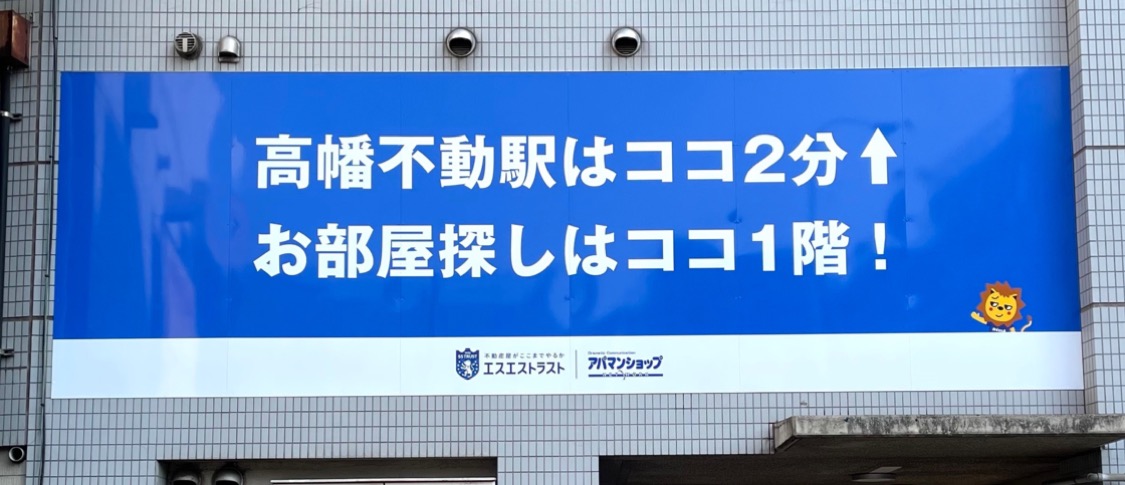 高幡不動駅はココ2分↑
お部屋探しはココ1階！
SS TRUST
不動産屋がここまでやるか
エスエストラスト
アパマンショップ